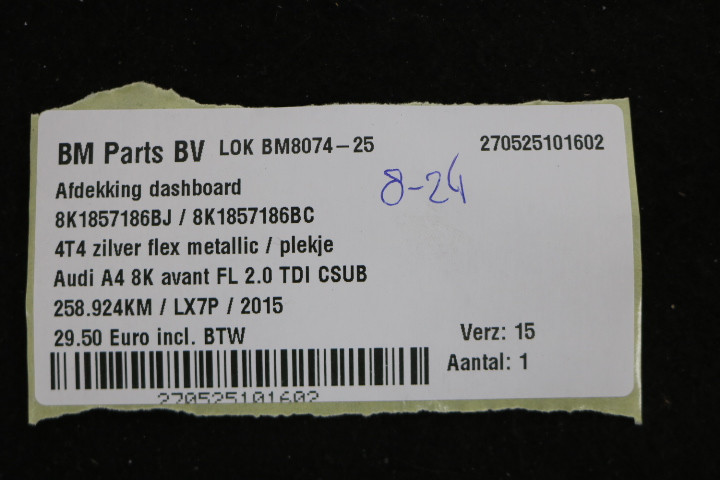 BM Parts BV LOK BM8074-25 270525101602
8-24
Afdekking dashboard
8K1857186BJ / 8K1857186BC
4T4 zilver flex metallic / plekje
Audi A4 8K avant FL 2.0 TDI CSUB
258.924KM / LX7P / 2015
29.50 Euro incl. BTW Verz: 15
Aantal: 1
270525101602